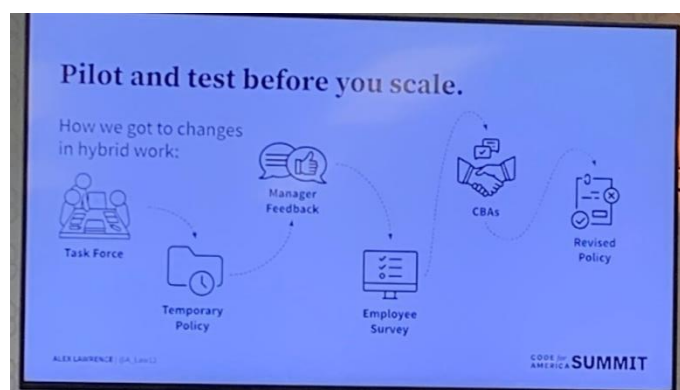 Pilot and test before you scale.
How we got to changes
in hybrid work:
Task Force
Temporary
Policy
Manager
Feedback
Employee
Survey
CBAs
Revised
Policy
ALEX LAWRENCE
CODE for
AMERICA SUMMIT